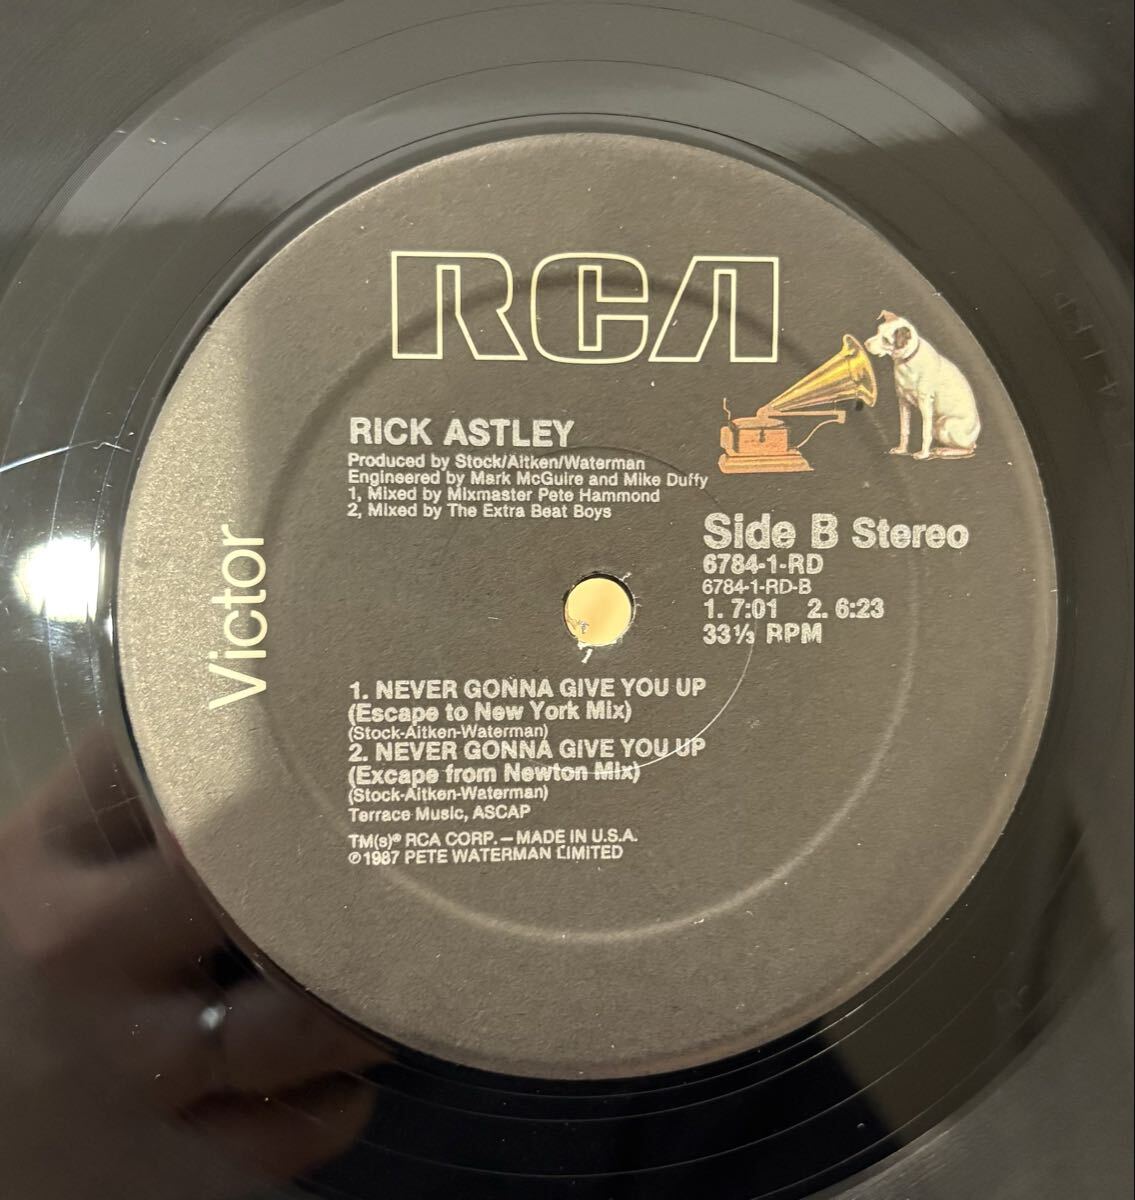 RCA
RICK ASTLEY
Produced by Stock/Aitken/Waterman
Engineered by Mark McGuire and Mike Duffy
1, Mixed by Mixmaster Pete Hammond
2, Mixed by The Extra Beat Boys
Victor
Side B Stereo
6784-1-RD
6784-1-RD-B
1. 7:01 2. 6:23
33⅓ RPM
1. NEVER GONNA GIVE YOU UP
(Escape to New York Mix)
(Stock-Aitken-Waterman)
2. NEVER GONNA GIVE YOU UP
(Excape from Newton Mix)
(Stock-Aitken-Waterman)
Terrace Music, ASCAP
TM(s)® RCA CORP.—MADE IN U.S.A.
℗1987 PETE WATERMAN LIMITED